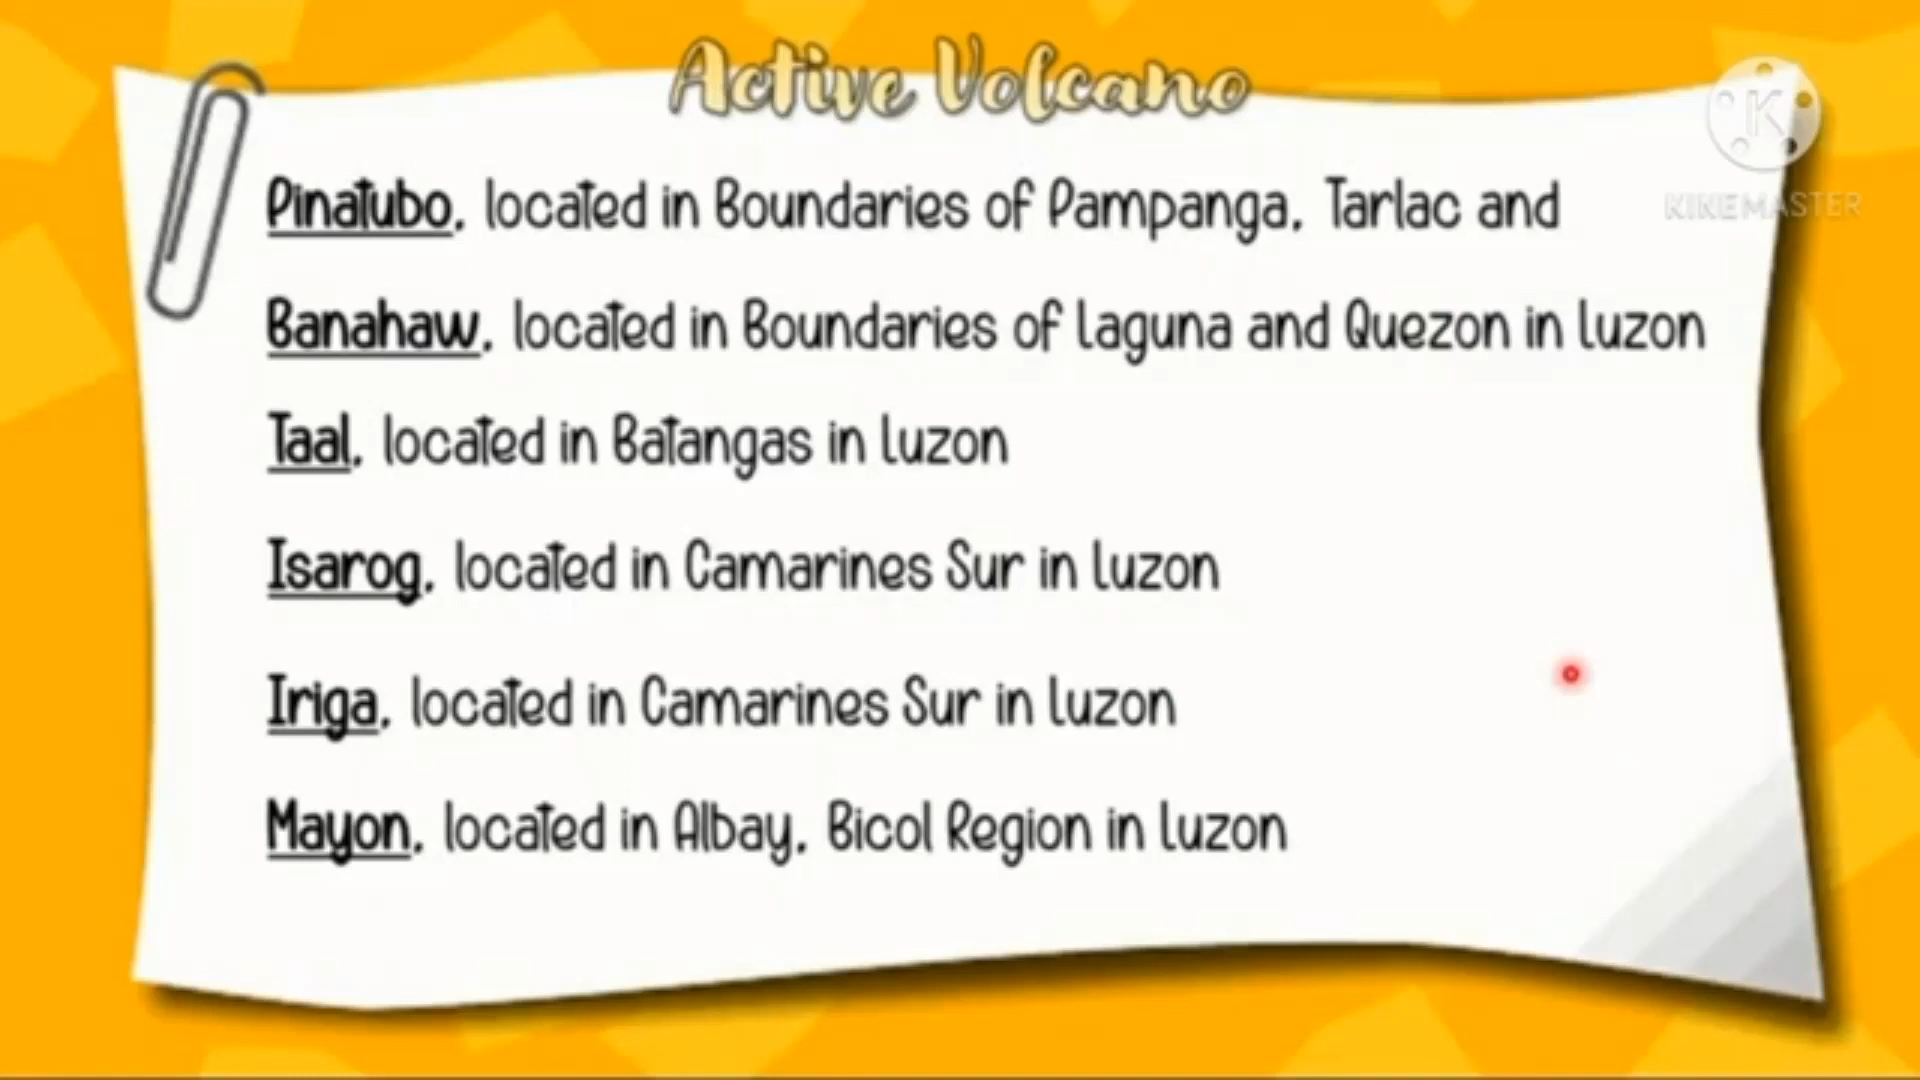 Active Volcano
K
KINEMASTER
Pinatubo, located in Boundaries of Pampanga, Tarlac and
Banahaw, located in Boundaries of Laguna and Quezon in Luzon
Taal, located in Batangas in Luzon
Isarog, located in Camarines Sur in Luzon
Iriga, located in Camarines Sur in Luzon
Mayon, located in Albay, Bicol Region in Luzon